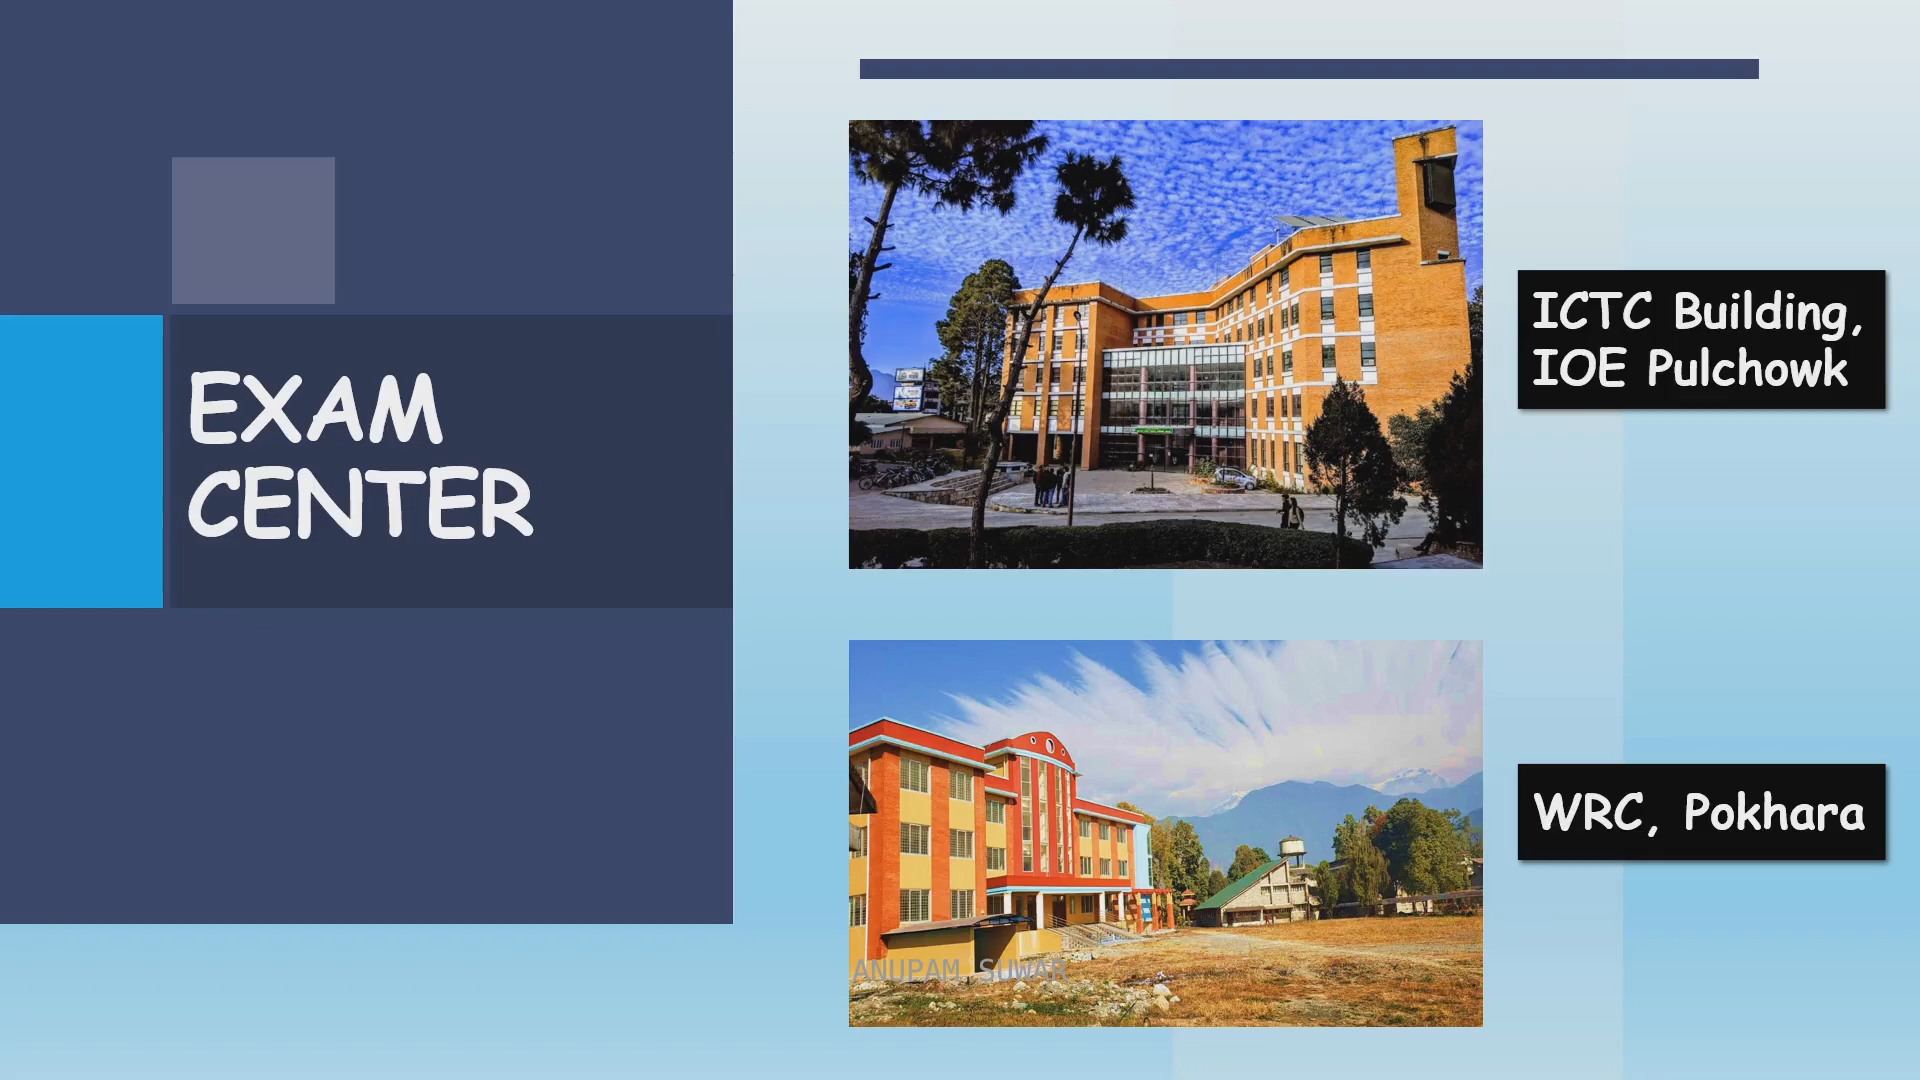 EXAM
CENTER
ICTC Building,
IOE Pulchowk
WRC, Pokhara
ANUPAM SUWAR